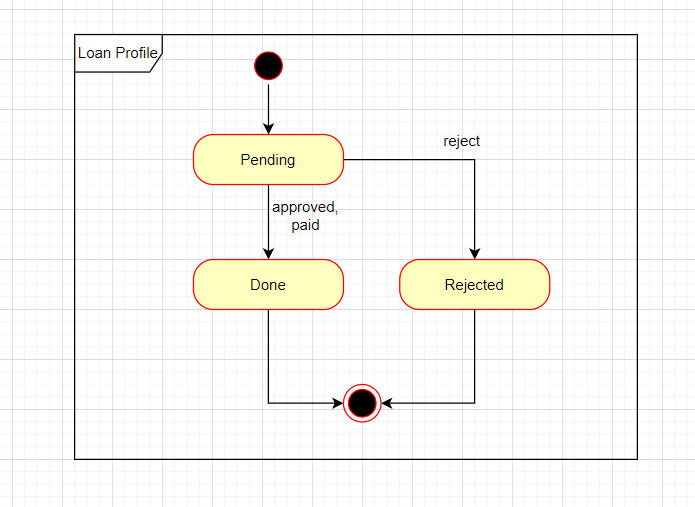 Loan Profile
Pending
reject
approved,
paid
Done
Rejected